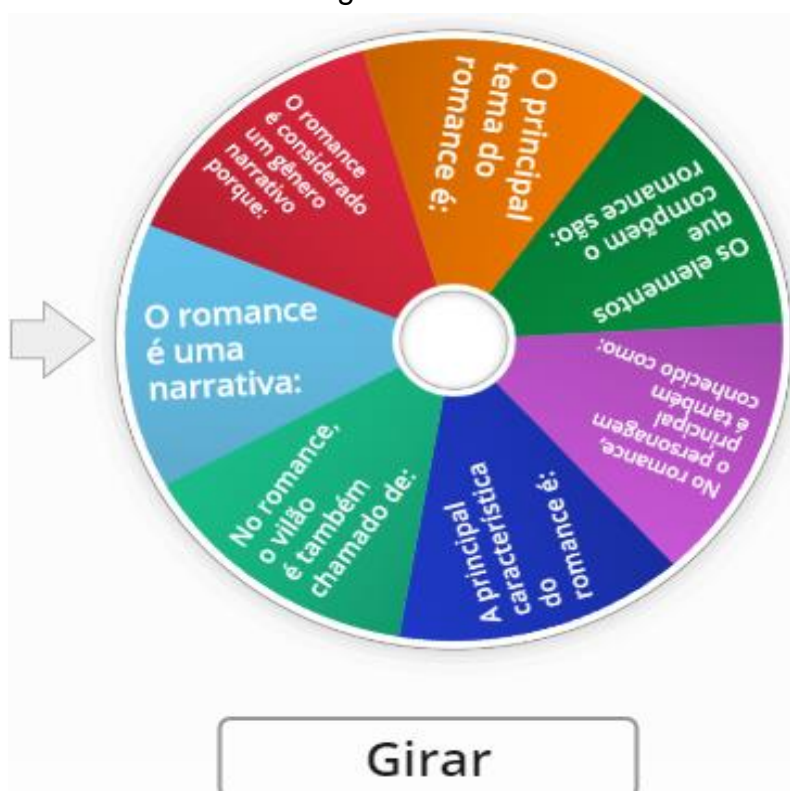 O principal
tema do
romance é:
Os elementos
que
compõem o
romance são:
No romance,
o personagem
principal
é também
conhecido como:
A principal
característica
do
romance é:
No romance,
o vilão
é também
chamado de:
O romance
é uma
narrativa:
O romance
é considerado
um gênero
narrativo
porque:
Girar